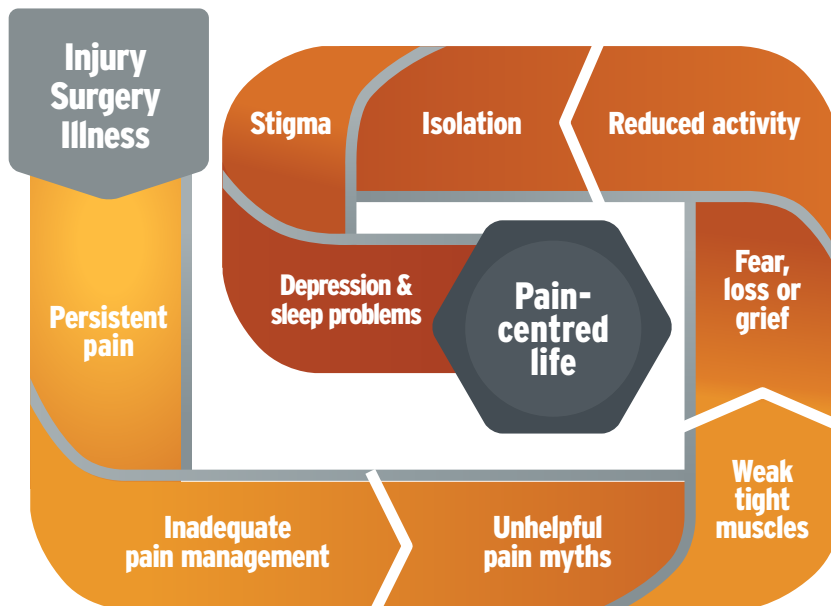 Injury
Surgery
Illness
Persistent
pain
Inadequate
pain management
Unhelpful
pain myths
Weak
tight
muscles
Fear,
loss or
grief
Reduced activity
Isolation
Stigma
Depression &
sleep problems
Pain-
centred
life